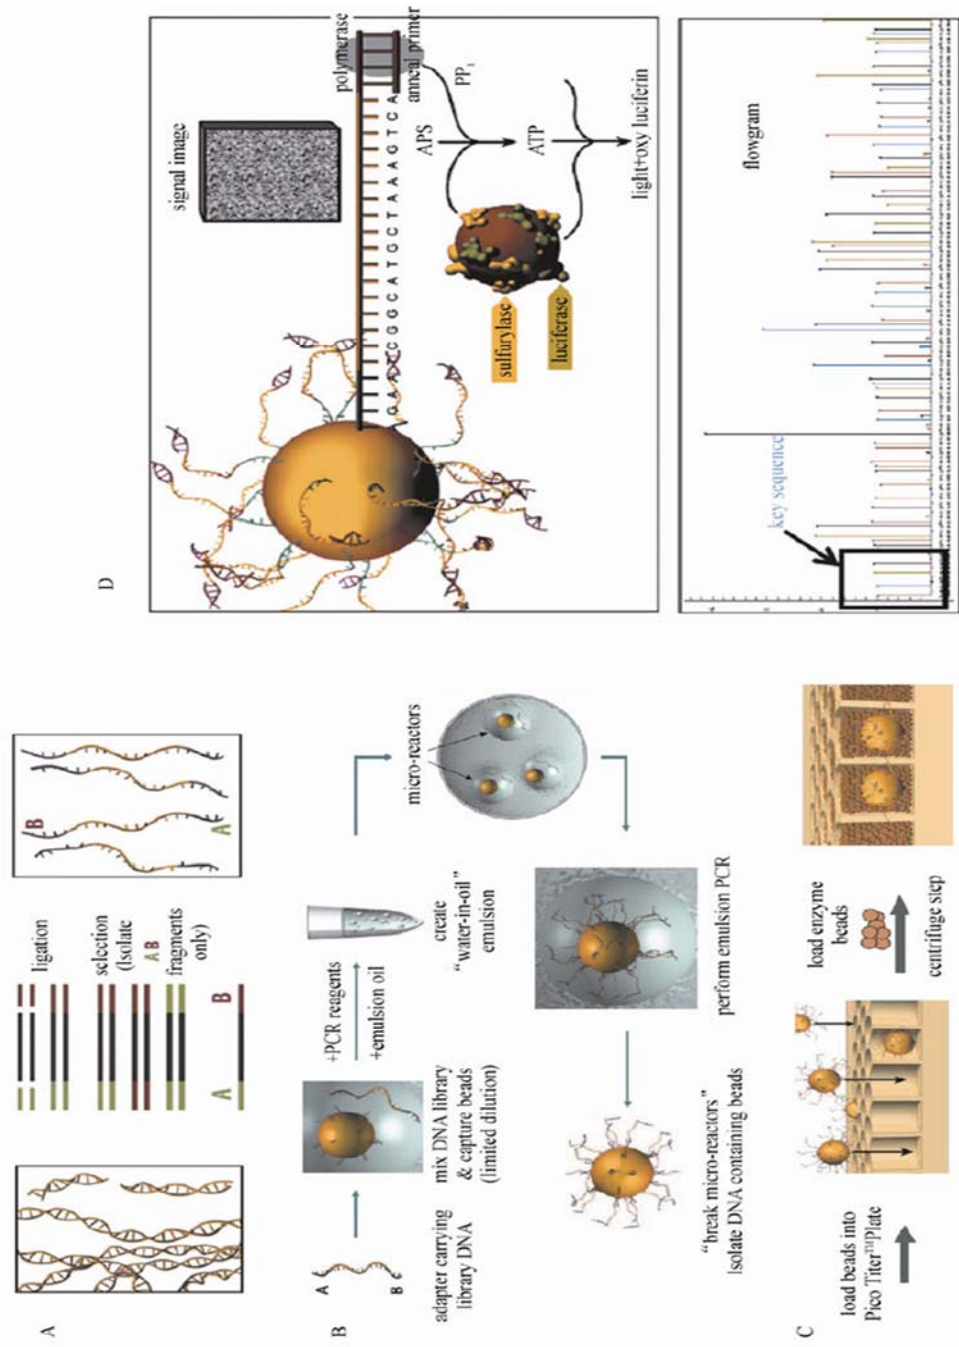 A
ligation
selection
(Isolate
A B
fragments
only)
A
B
B
A
B
A
B
C
adapter carrying
library DNA
mix DNA library
& capture beads
(limited dilution)
+PCR reagents
+emulsion oil
create
“water-in-oil”
emulsion
micro-reactors
perform emulsion PCR
“break micro-reactors”
Isolate DNA containing beads
C
load beads into
Pico Titer™Plate
load enzyme
beads
centrifuge step
D
signal image
polymerase
anneal primer
G A A
C G G C A T G C T A A A G T C A
PPi
APS
ATP
sulfurylase
luciferase
light+oxy luciferin
flowgram
key sequence